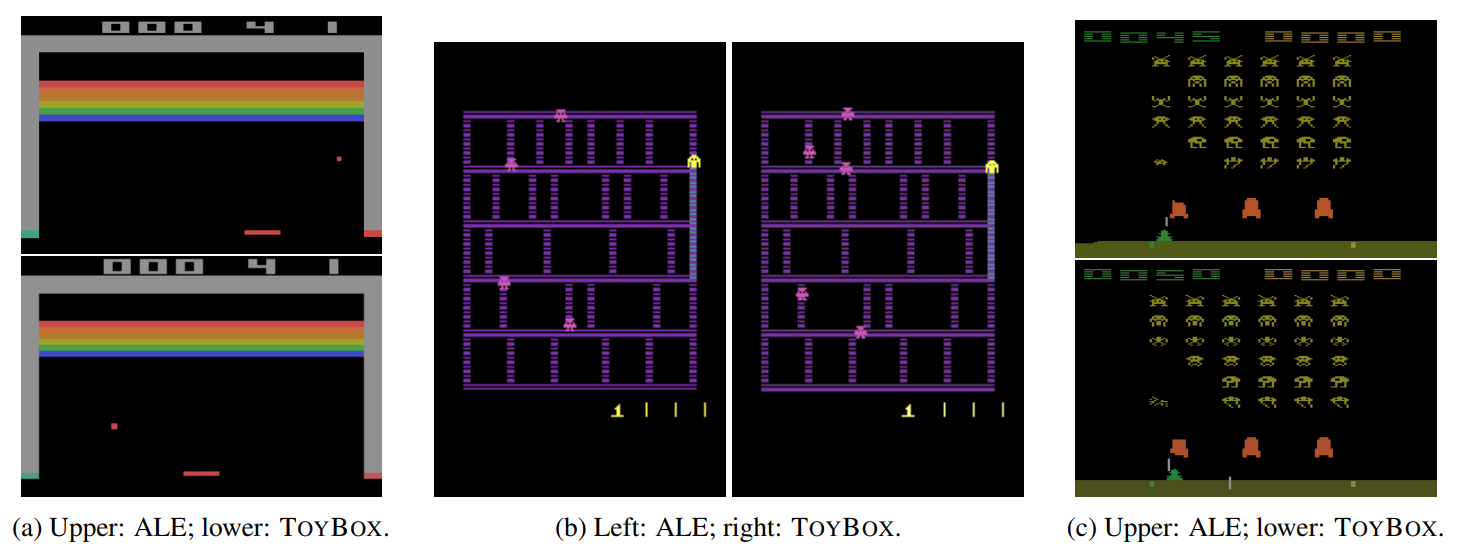 000 4 1
000 4 1
(a) Upper: ALE; lower: TOYBOX.
1 | | |
1 | | |
(b) Left: ALE; right: TOYBOX.
0045 0000
0050 0000
(c) Upper: ALE; lower: TOYBOX.